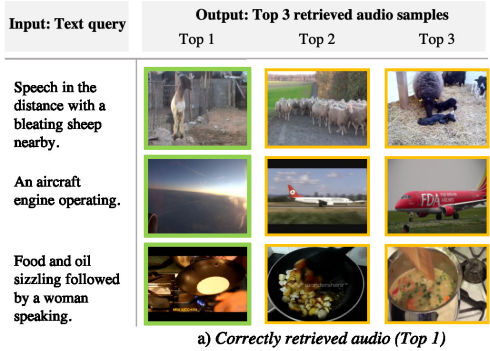 Input: Text query
Output: Top 3 retrieved audio samples
Top 1
Top 2
Top 3
Speech in the
distance with a
bleating sheep
nearby.
An aircraft
engine operating.
FDA
Food and oil
sizzling followed
by a woman
speaking.
wondershare
a) Correctly retrieved audio (Top 1)